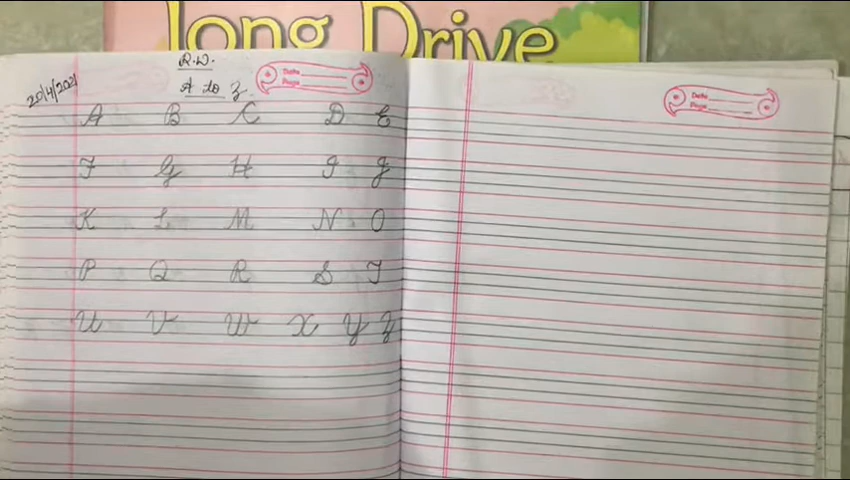 Long Drive
R.W.
20/4/2021
A to Z.
Date
Page
Date
Page
A B C D E
F G H I J
K L M N O
P Q R S T
U V W X Y Z